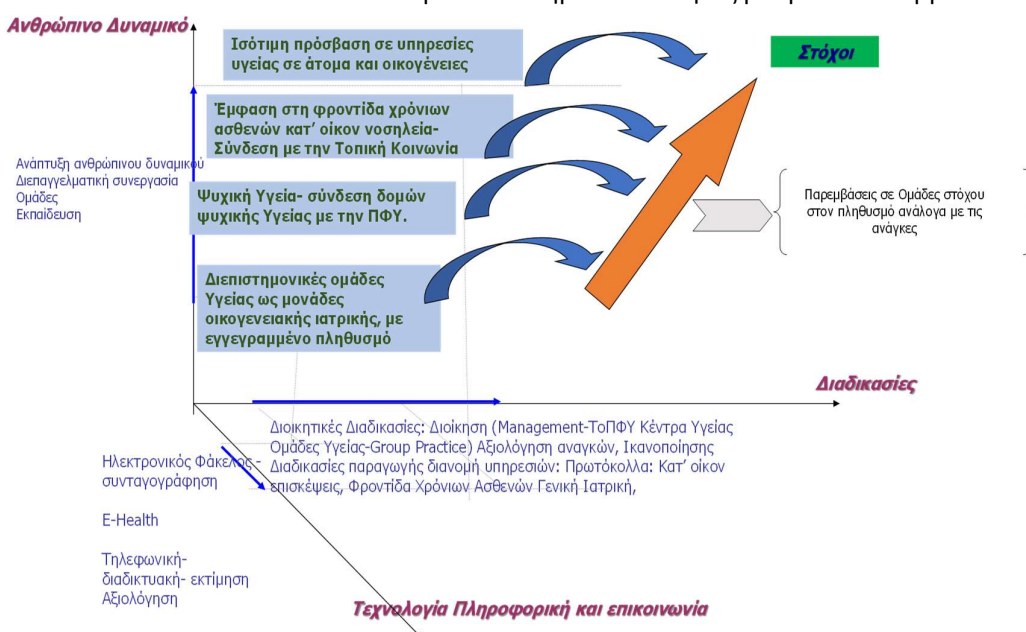 Ανθρώπινο Δυναμικό
Στόχοι
Ισότιμη πρόσβαση σε υπηρεσίες
υγείας σε άτομα και οικογένειες
Έμφαση στη φροντίδα χρόνιων
ασθενών κατ’ οίκον νοσηλεία-
Σύνδεση με την Τοπική Κοινωνία
Ανάπτυξη ανθρώπινου δυναμικού
Διεπαγγελματική συνεργασία
Ομάδες
Εκπαίδευση
Ψυχική Υγεία- σύνδεση δομών
ψυχικής Υγείας με την ΠΦΥ.
Παρεμβάσεις σε Ομάδες στόχου
στον πληθυσμό ανάλογα με τις
ανάγκες
Διεπιστημονικές ομάδες
Υγείας ως μονάδες
οικογενειακής ιατρικής, με
εγγεγραμμένο πληθυσμό
Διαδικασίες
Διοικητικές Διαδικασίες: Διοίκηση (Management-ΤοΠΦΥ Κέντρα Υγείας
Ομάδες Υγείας-Group Practice) Αξιολόγηση αναγκών, Ικανοποίησης
Διαδικασίες παραγωγής διανομή υπηρεσιών: Πρωτόκολλα: Κατ’ οίκον
επισκέψεις, Φροντίδα Χρόνιων Ασθενών Γενική Ιατρική,
Ηλεκτρονικός Φάκελος -
συνταγογράφηση
E-Health
Τηλεφωνική-
διαδικτυακή- εκτίμηση
Αξιολόγηση
Τεχνολογία Πληροφορική και επικοινωνία